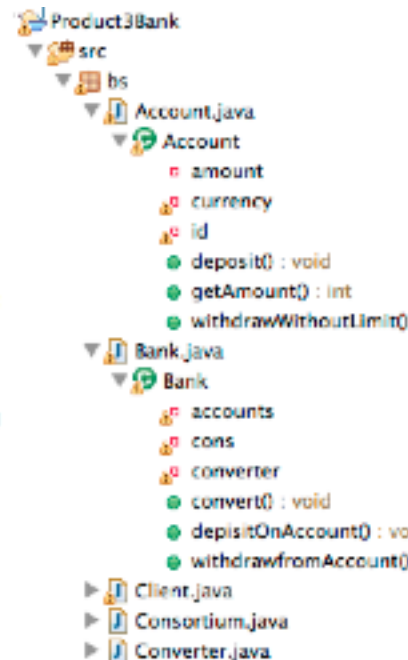 Product3Bank
src
bs
Account.java
Account
amount
currency
id
deposit() : void
getAmount() : int
withdrawWithoutLimit()
Bank.java
Bank
accounts
cons
converter
convert() : void
depisitOnAccount() : vo
withdrawfromAccount()
Client.java
Consortium.java
Converter.java